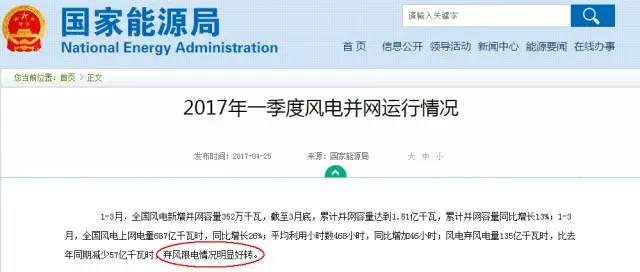 国家能源局
National Energy Administration
请输入关键字
首 页 信息公开 领导活动 新闻中心 能源要闻 在线办事
您当前位置：首页 > 正文
2017年一季度风电并网运行情况
发布时间：2017-04-25 来源：国家能源局 大 中 小
1-3月，全国风电新增并网容量352万千瓦，截至3月底，累计并网容量达到1.51亿千瓦，累计并网容量同比增长13%；1-3
月，全国风电上网电量687亿千瓦时，同比增长26%；平均利用小时数468小时，同比增加46小时；风电弃风电量135亿千瓦时，比去
年同期减少57亿千瓦时，弃风限电情况明显好转。